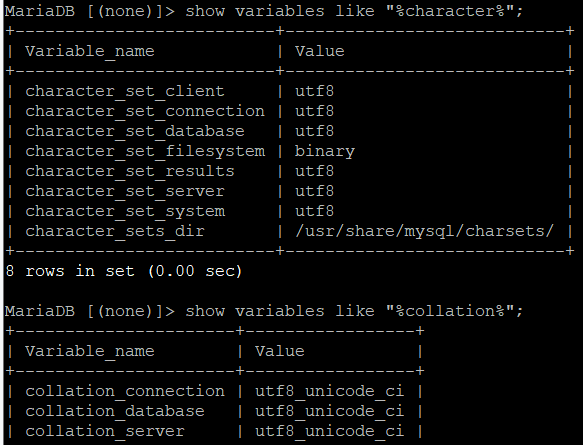 MariaDB [(none)]> show variables like "%character%";
+--------------------------+----------------------------+
| Variable_name            | Value                      |
+--------------------------+----------------------------+
| character_set_client     | utf8                       |
| character_set_connection | utf8                       |
| character_set_database   | utf8                       |
| character_set_filesystem | binary                     |
| character_set_results    | utf8                       |
| character_set_server     | utf8                       |
| character_set_system     | utf8                       |
| character_sets_dir       | /usr/share/mysql/charsets/ |
+--------------------------+----------------------------+
8 rows in set (0.00 sec)

MariaDB [(none)]> show variables like "%collation%";
+----------------------+-----------------+
| Variable_name        | Value           |
+----------------------+-----------------+
| collation_connection | utf8_unicode_ci |
| collation_database   | utf8_unicode_ci |
| collation_server     | utf8_unicode_ci |